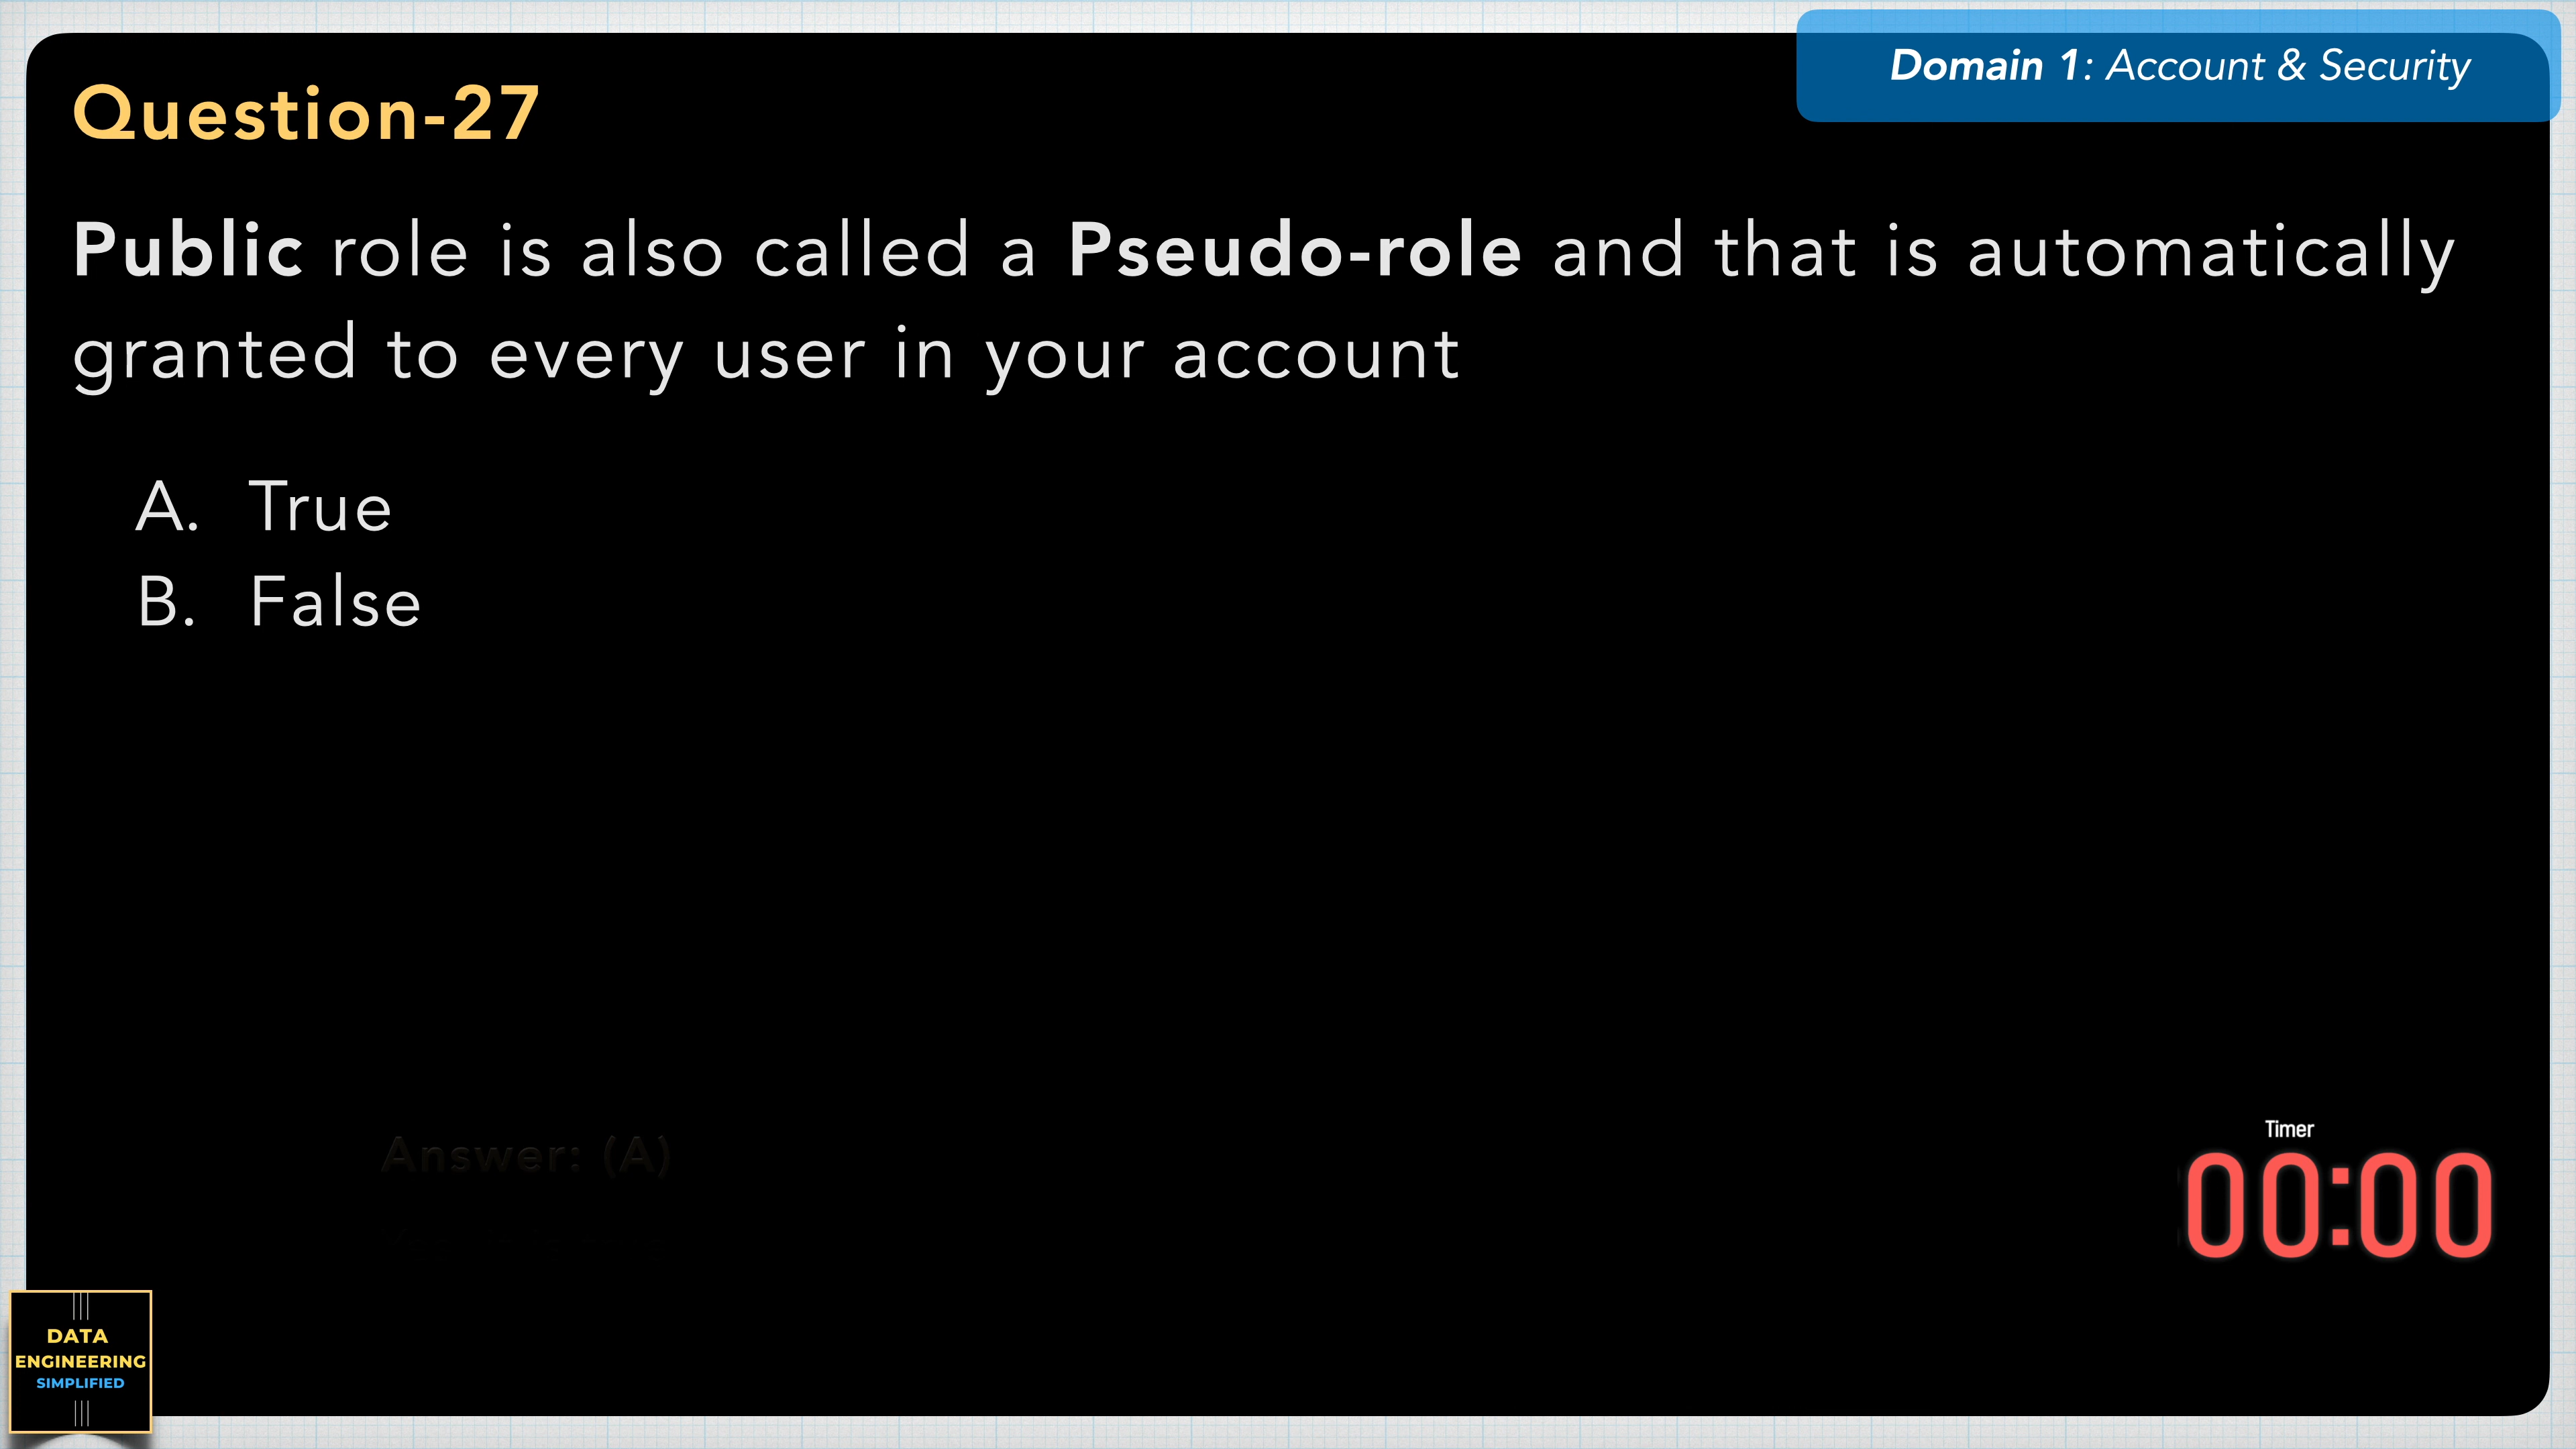 Domain 1: Account & Security
Question-27
Public role is also called a Pseudo-role and that is automatically
granted to every user in your account
A. True
B. False
Answer: (A)
Timer
00:00
DATA
ENGINEERING
SIMPLIFIED